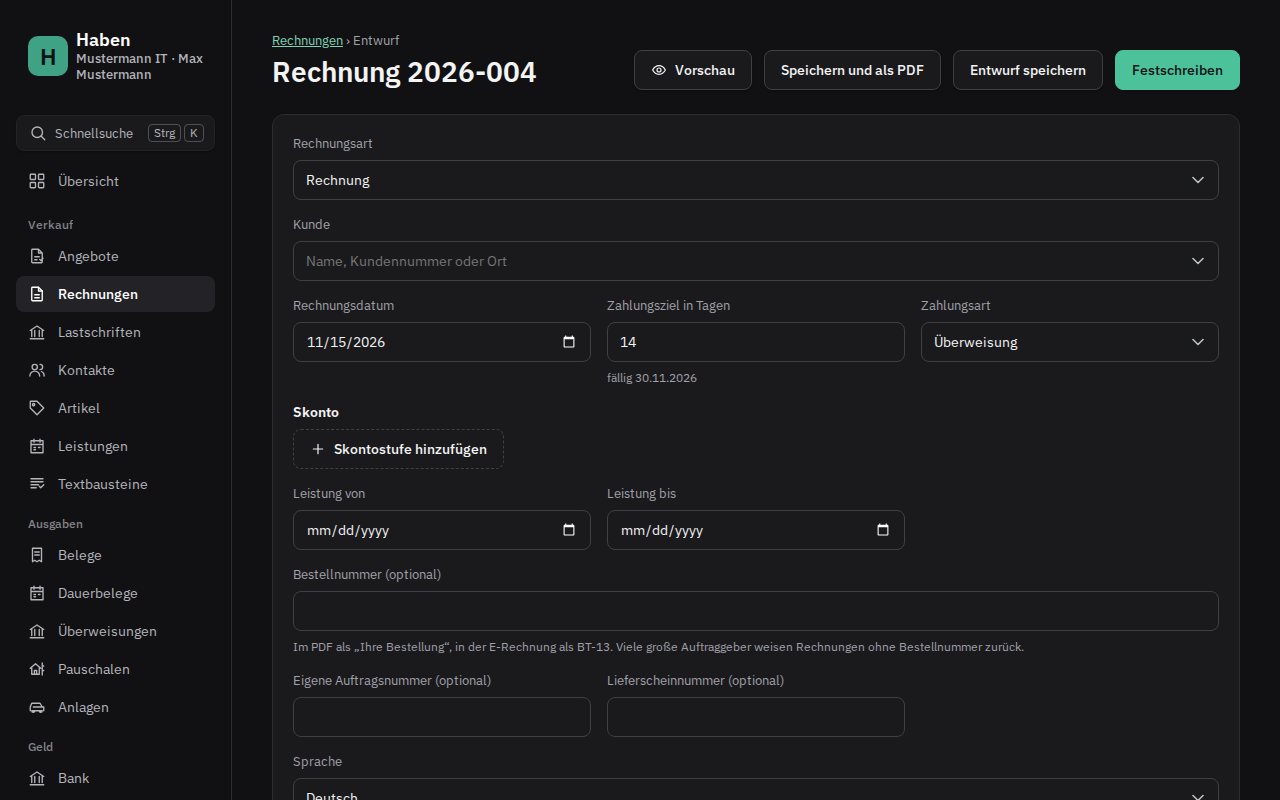 H
Haben
Mustermann IT · Max
Mustermann
Schnellsuche Strg K
Übersicht
Verkauf
Angebote
Rechnungen
Lastschriften
Kontakte
Artikel
Leistungen
Textbausteine
Ausgaben
Belege
Dauerbelege
Überweisungen
Pauschalen
Anlagen
Geld
Bank
Rechnungen › Entwurf
Rechnung 2026-004
Vorschau
Speichern und als PDF
Entwurf speichern
Festschreiben
Rechnungsart
Rechnung
Kunde
Name, Kundennummer oder Ort
Rechnungsdatum Zahlungsziel in Tagen Zahlungsart
11/15/2026 14 Überweisung
fällig 30.11.2026
Skonto
Skontostufe hinzufügen
Leistung von Leistung bis
mm/dd/yyyy mm/dd/yyyy
Bestellnummer (optional)
Im PDF als „Ihre Bestellung“, in der E-Rechnung als BT-13. Viele große Auftraggeber weisen Rechnungen ohne Bestellnummer zurück.
Eigene Auftragsnummer (optional) Lieferscheinnummer (optional)
Sprache
Deutsch